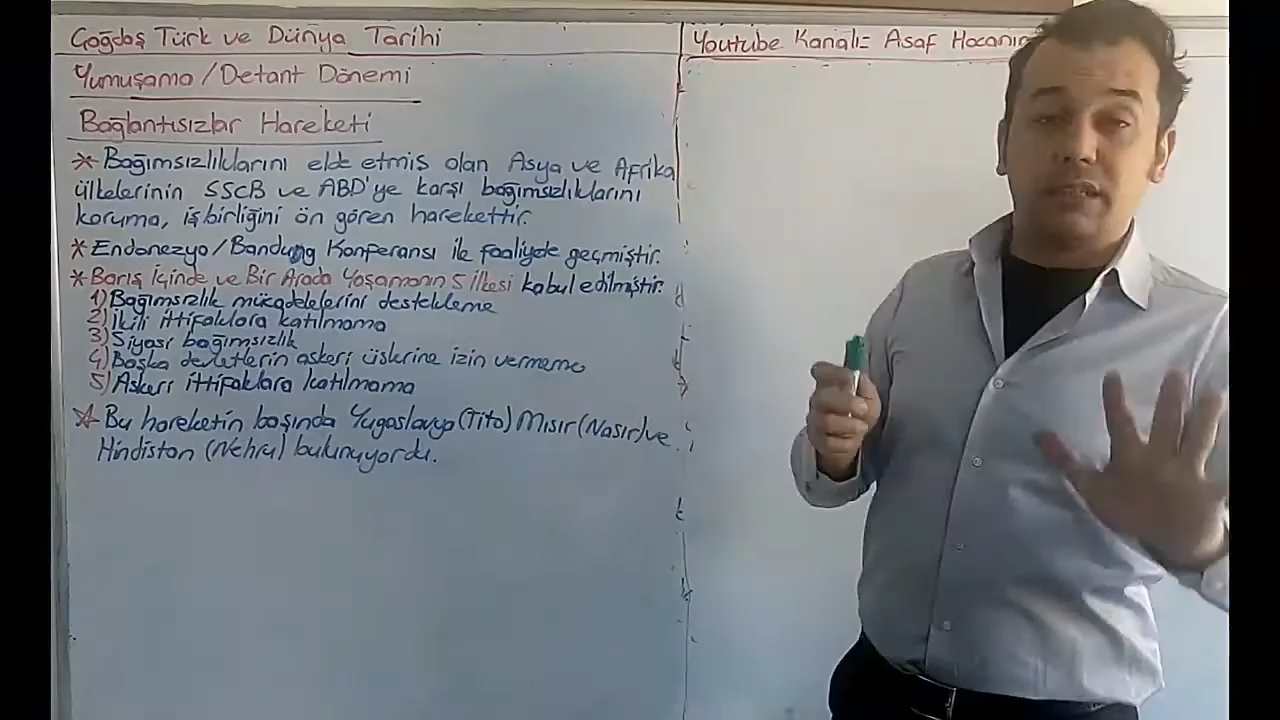 Çağdaş Türk ve Dünya Tarihi
Youtube Kanalı= Asaf Hocanın
Yumuşama/Detant Dönemi
Bağlantısızlar Hareketi
* Bağımsızlıklarını elde etmiş olan Asya ve Afrika
ülkelerinin SSCB ve ABD'ye karşı bağımsızlıklarını
koruma, işbirliğini ön gören harekettir.
* Endonezya/Bandung Konferansı ile faaliyete geçmiştir.
* Barış İçinde ve Bir Arada Yaşamanın 5 İlkesi kabul edilmiştir.
1) Bağımsızlık mücadelelerini destekleme
2) İkili ittifaklara katılmama
3) Siyasi bağımsızlık
4) Başka devletlerin askeri üslerine izin vermeme
5) Askeri ittifaklara katılmama
* Bu hareketin başında Yugoslavya (Tito) Mısır (Nasır) ve
Hindistan (Nehru) bulunuyordu.